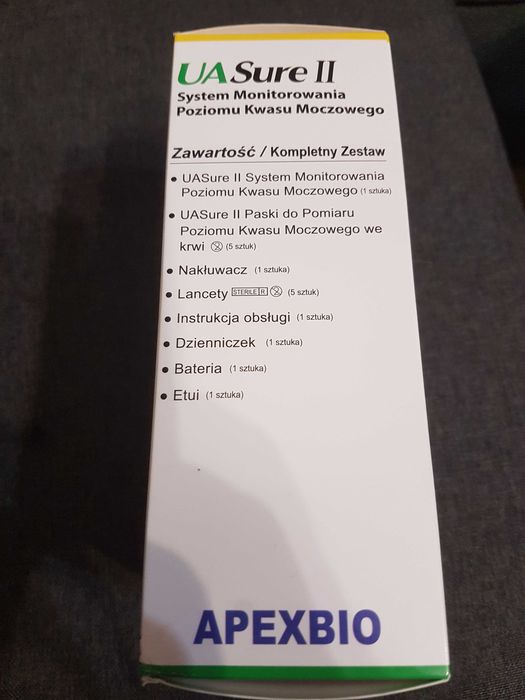 UASure II
System Monitorowania
Poziomu Kwasu Moczowego
Zawartość / Kompletny Zestaw
• UASure II System Monitorowania
Poziomu Kwasu Moczowego (1 sztuka)
• UASure II Paski do Pomiaru
Poziomu Kwasu Moczowego we
krwi (5 sztuk)
• Nakłuwacz (1 sztuka)
• Lancety STERILE R (5 sztuk)
• Instrukcja obsługi (1 sztuka)
• Dzienniczek (1 sztuka)
• Bateria (1 sztuka)
• Etui (1 sztuka)
APEXBIO